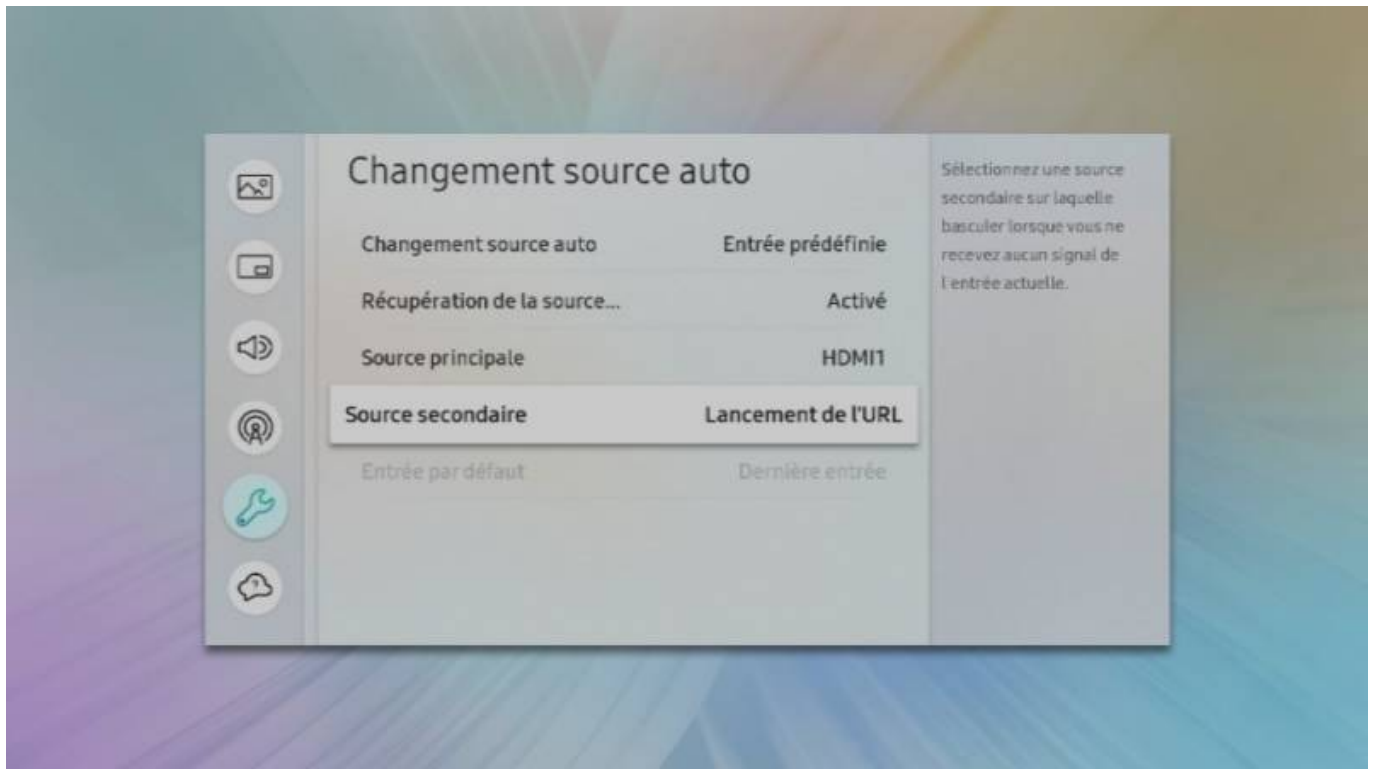 Changement source auto
Changement source auto Entrée prédéfinie
Récupération de la source... Activé
Source principale HDMI1
Source secondaire Lancement de l'URL
Entrée par défaut Dernière entrée
Sélectionnez une source
secondaire sur laquelle
basculer lorsque vous ne
recevez aucun signal de
l'entrée actuelle.